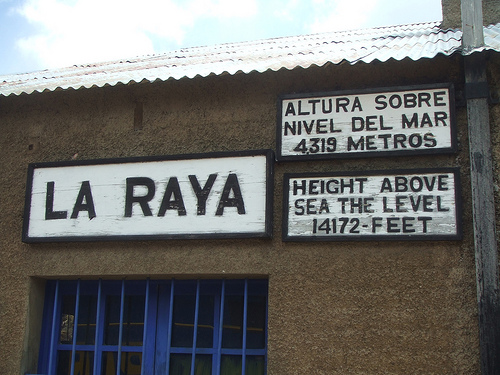 LA RAYA
ALTURA SOBRE
NIVEL DEL MAR
4319 METROS
HEIGHT ABOVE
SEA THE LEVEL
14172-FEET